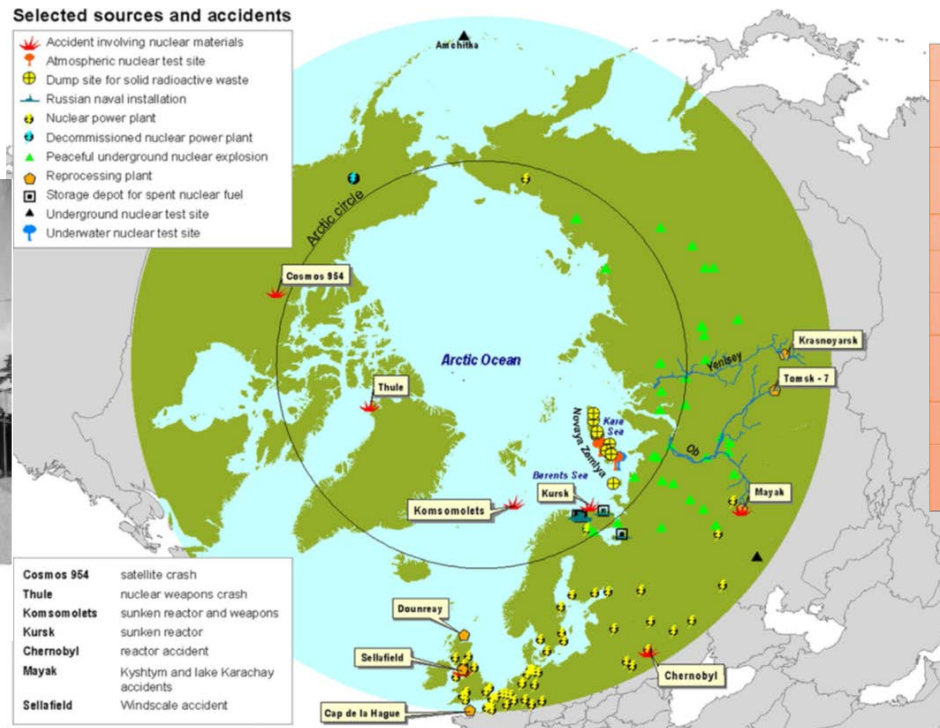 Selected sources and accidents
Accident involving nuclear materials
Atmospheric nuclear test site
Dump site for solid radioactive waste
Russian naval installation
Nuclear power plant
Decommissioned nuclear power plant
Peaceful underground nuclear explosion
Reprocessing plant
Storage depot for spent nuclear fuel
Underground nuclear test site
Underwater nuclear test site
Amchitka
Arctic circle
Cosmos 954
Arctic Ocean
Thule
Krasnoyarsk
Yenisey
Tomsk - 7
Novaya Zemlya
Kara
Sea
Ob
Barents Sea
Kursk
Mayak
Komsomolets
Dounreay
Sellafield
Chernobyl
Cap de la Hague
Cosmos 954 satellite crash
Thule nuclear weapons crash
Komsomolets sunken reactor and weapons
Kursk sunken reactor
Chernobyl reactor accident
Mayak Kyshtym and lake Karachay
accidents
Sellafield Windscale accident